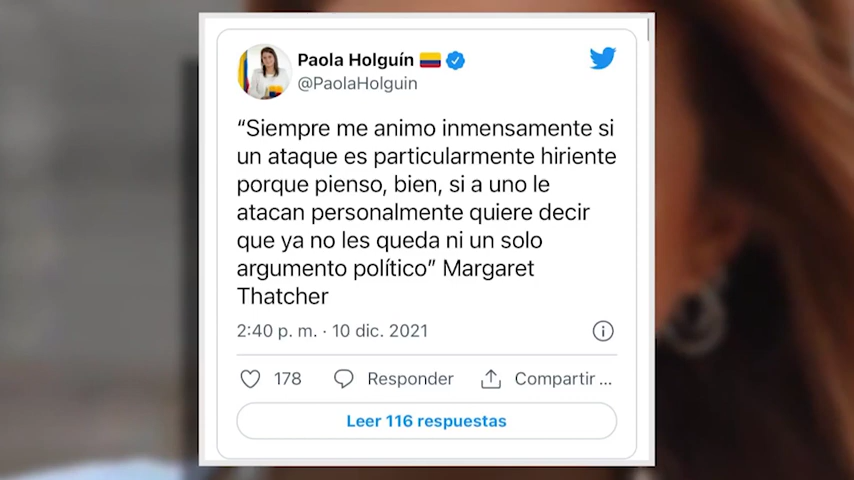 Paola Holguín
@PaolaHolguin
“Siempre me animo inmensamente si
un ataque es particularmente hiriente
porque pienso, bien, si a uno le
atacan personalmente quiere decir
que ya no les queda ni un solo
argumento político” Margaret
Thatcher
2:40 p. m. · 10 dic. 2021
178 Responder Compartir ...
Leer 116 respuestas